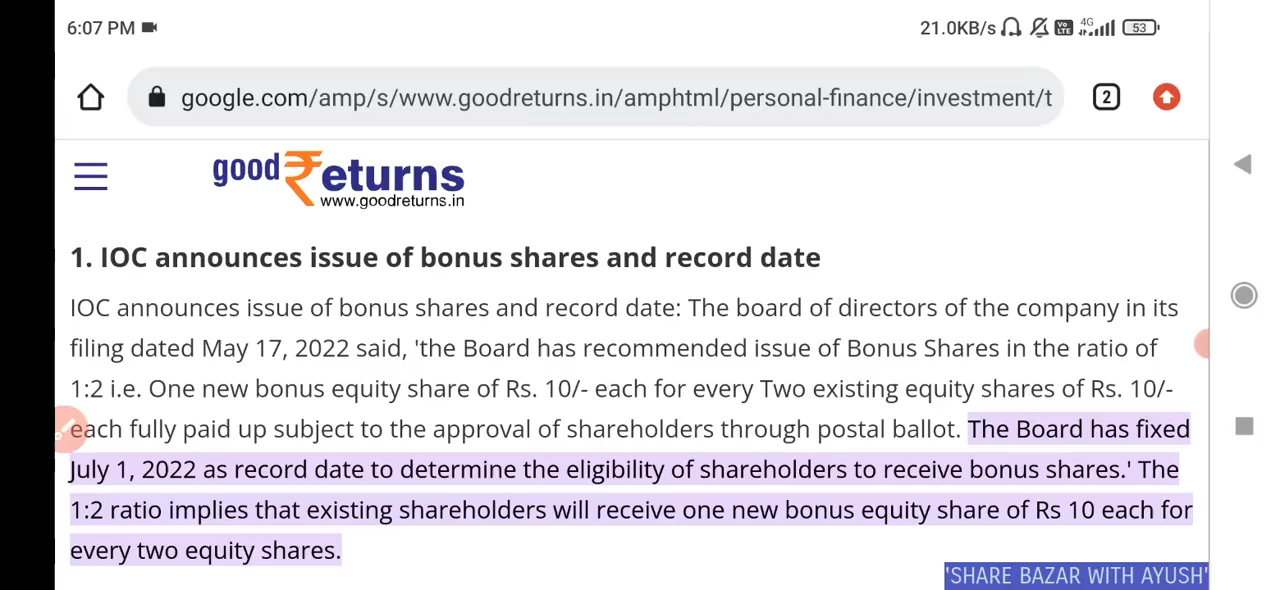 6:07 PM
21.0KB/s Vo LTE 4G 53
google.com/amp/s/www.goodreturns.in/amphtml/personal-finance/investment/t
2
good₹eturns
www.goodreturns.in
1. IOC announces issue of bonus shares and record date
IOC announces issue of bonus shares and record date: The board of directors of the company in its
filing dated May 17, 2022 said, 'the Board has recommended issue of Bonus Shares in the ratio of
1:2 i.e. One new bonus equity share of Rs. 10/- each for every Two existing equity shares of Rs. 10/-
each fully paid up subject to the approval of shareholders through postal ballot. The Board has fixed
July 1, 2022 as record date to determine the eligibility of shareholders to receive bonus shares.' The
1:2 ratio implies that existing shareholders will receive one new bonus equity share of Rs 10 each for
every two equity shares.
'SHARE BAZAR WITH AYUSH'